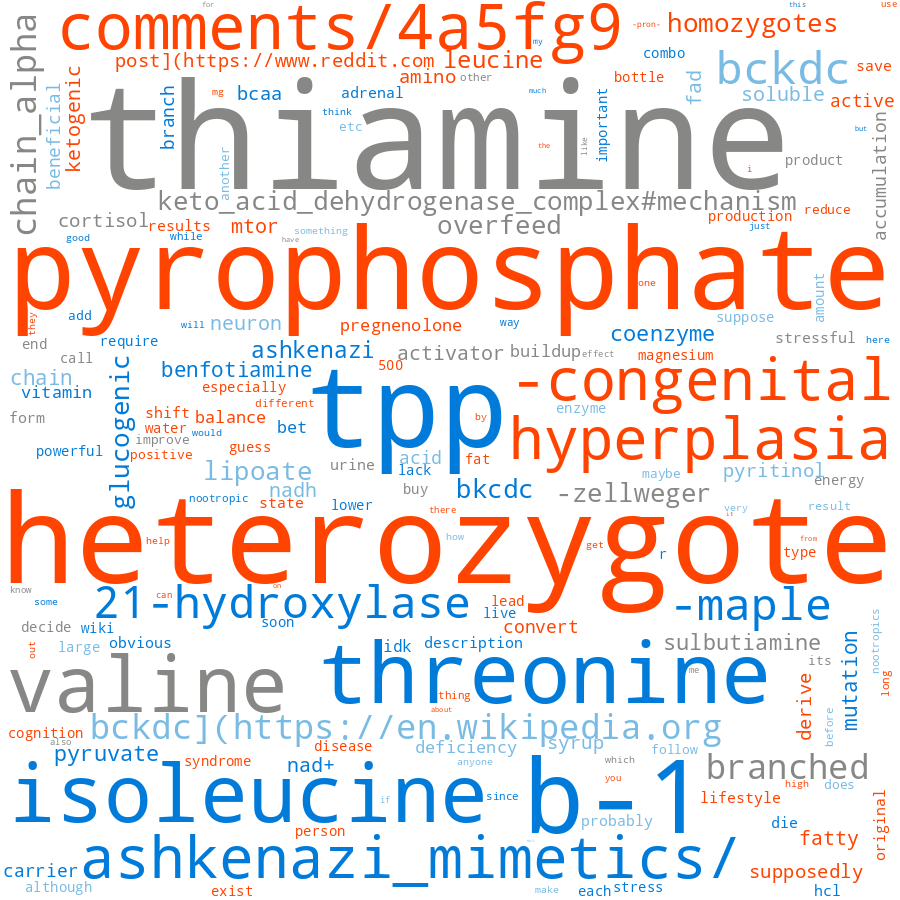 for
this
use
comments/4a5fg9
-pron-
homozygotes
my
combo
bckdc
save
post](https://www.reddit.com
leucine
amino
other
bottle
fad
chain_alpha
ketogenic
beneficial
mg
bcaa
adrenal
much
soluble
active
branch
think
etc
important
but
thiamine
the
like
i
product
accumulation
another
keto_acid_dehydrogenase_complex#mechanism
cortisol
results
mtor
overfeed
production
reduce
good
while
something
have
just
pyrophosphate
one
amount
add
they
will
neuron
pregnenolone
way
suppose
end
require
ashkenazi
activator
coenzyme
stressful
here
call
buildup
effect
magnesium
chain
benfotiamine
500
tpp
-congenital
vitamin
glucogenic
especially
different
enzyme
form
shift
balance
bet
by
hyperplasia
water
improve
would
powerful
positive
guess
urine
acid
fat
lack
maybe
pyritinol
energy
lipoate
nadh
buy
bkcdc
-zellweger
nootropic
state
lower
there
very
result
it
heterozygote
help
how
get
r
type
from
know
some
can
on
21-hydroxylase
lead
live
-maple
soon
convert
decide
wiki
out
large
obvious
idk
description
sulbutiamine
mutation
nootropics
its
valine
threonine
me
long
thing
about
derive
before
bckdc](https://en.wikipedia.org
cognition
also
pyruvate
syndrome
disease
deficiency
syrup
follow
nad+
anyone
which
you
branched
does
high
isoleucine
if
since
b-1
lifestyle
original
person
probably
die
fatty
ashkenazi_mimetics/
carrier
supposedly
although
exist
make
each
stress
hcl